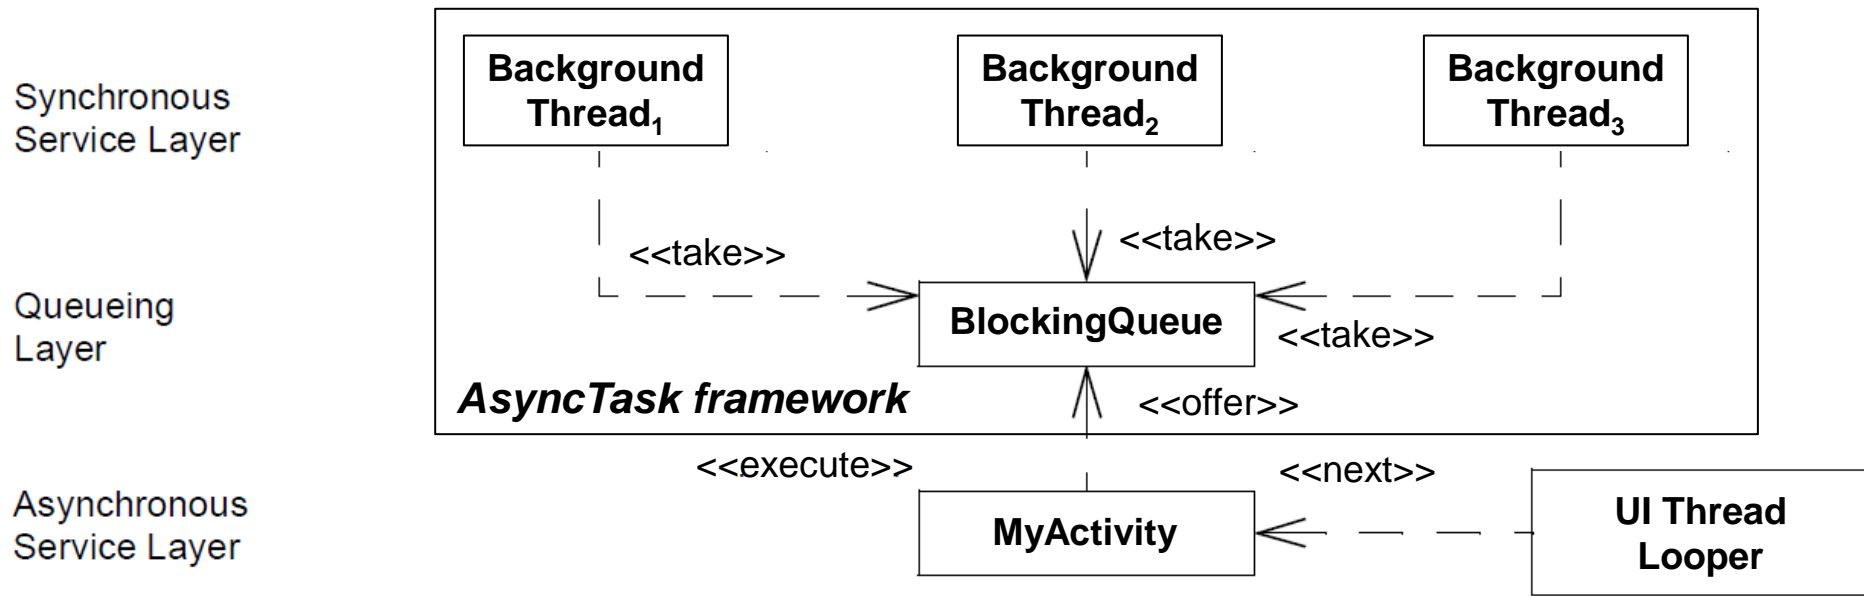 Synchronous
Service Layer
Background
Thread₁
Background
Thread₂
Background
Thread₃
<<take>>
<<take>>
Queueing
Layer
BlockingQueue
<<take>>
AsyncTask framework
<<offer>>
<<execute>>
<<next>>
Asynchronous
Service Layer
MyActivity
UI Thread
Looper